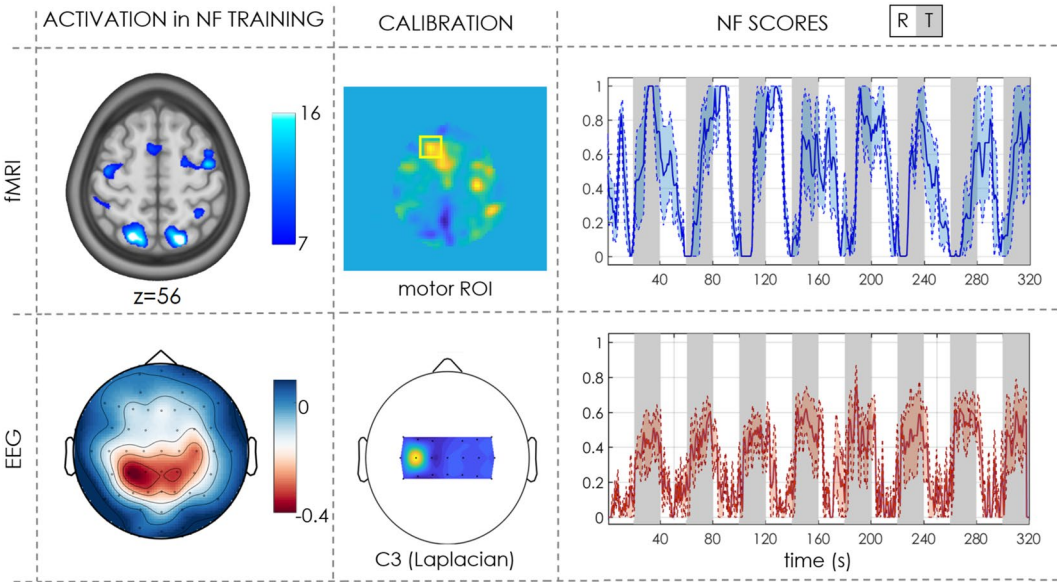 ACTIVATION in NF TRAINING
CALIBRATION
NF SCORES
R T
fMRI
16
7
z=56
motor ROI
1
0.8
0.6
0.4
0.2
0
40 80 120 160 200 240 280 320
EEG
0
-0.4
C3 (Laplacian)
1
0.8
0.6
0.4
0.2
0
40 80 120 160 200 240 280 320
time (s)